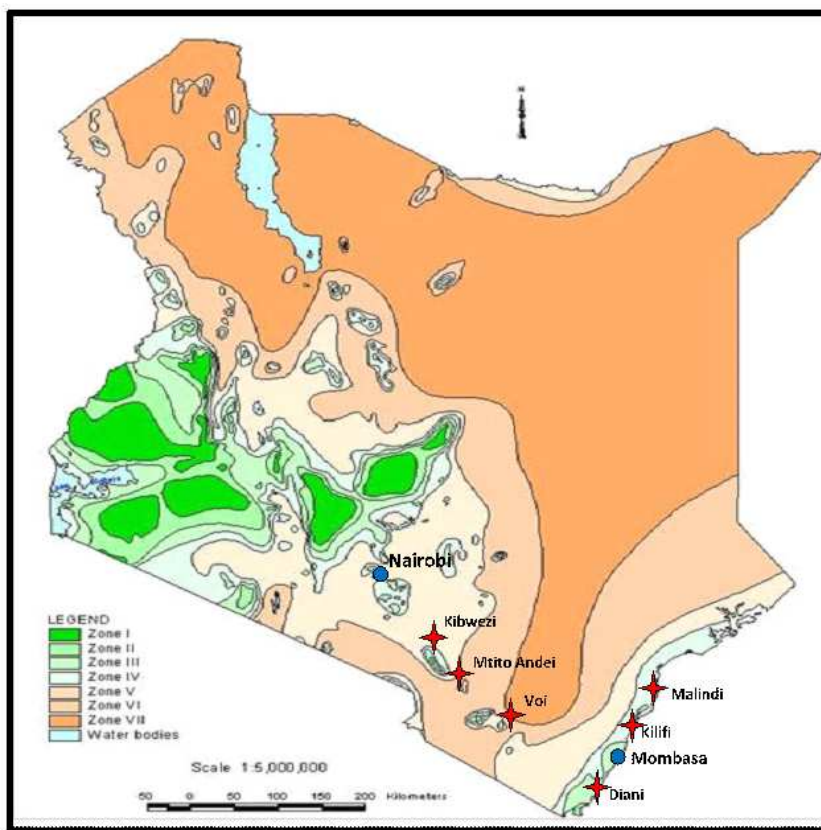 Nairobi
Kibwezi
Mtito Andei
Voi
Malindi
Kilifi
Mombasa
Diani
LEGEND
Zone I
Zone II
Zone III
Zone IV
Zone V
Zone VI
Zone VII
Water bodies
Scale 1:5,000,000
50 0 50 100 150 200 Kilometers